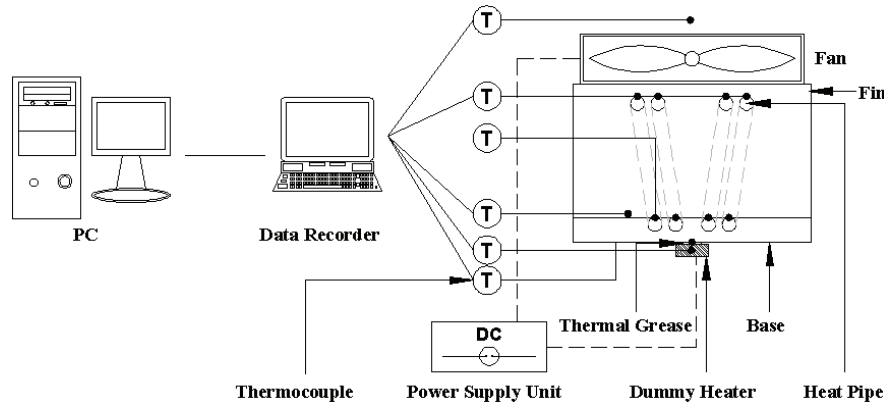 T
Fan
T
Fin
T
T
T
T
PC
Data Recorder
DC
Thermal Grease
Base
Thermocouple
Power Supply Unit
Dummy Heater
Heat Pipe